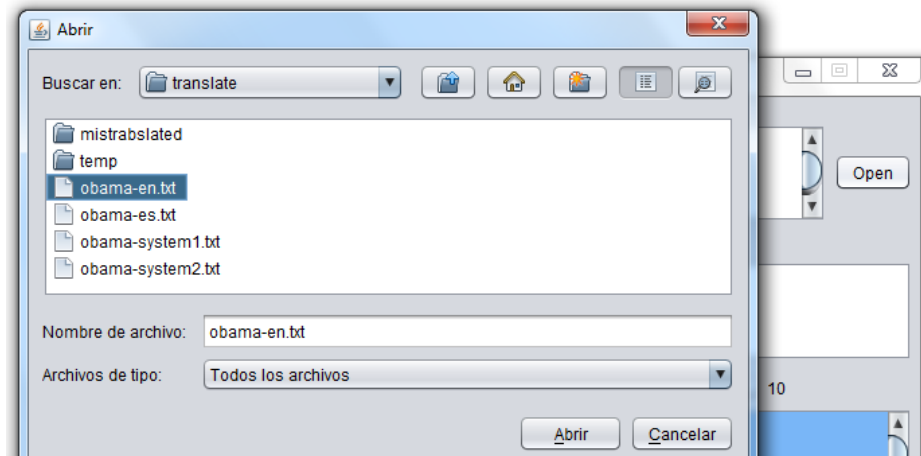 Abrir
Buscar en: translate
mistrabslated
temp
obama-en.txt
obama-es.txt
obama-system1.txt
obama-system2.txt
Open
Nombre de archivo: obama-en.txt
Archivos de tipo: Todos los archivos
10
Abrir Cancelar